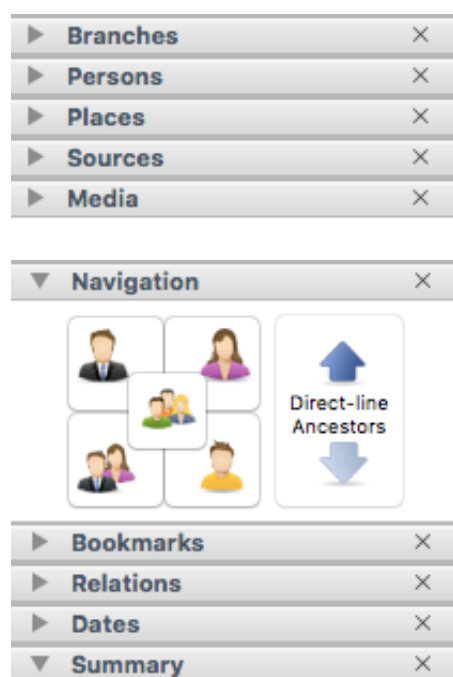 Branches
Persons
Places
Sources
Media
Navigation
Direct-line
Ancestors
Bookmarks
Relations
Dates
Summary